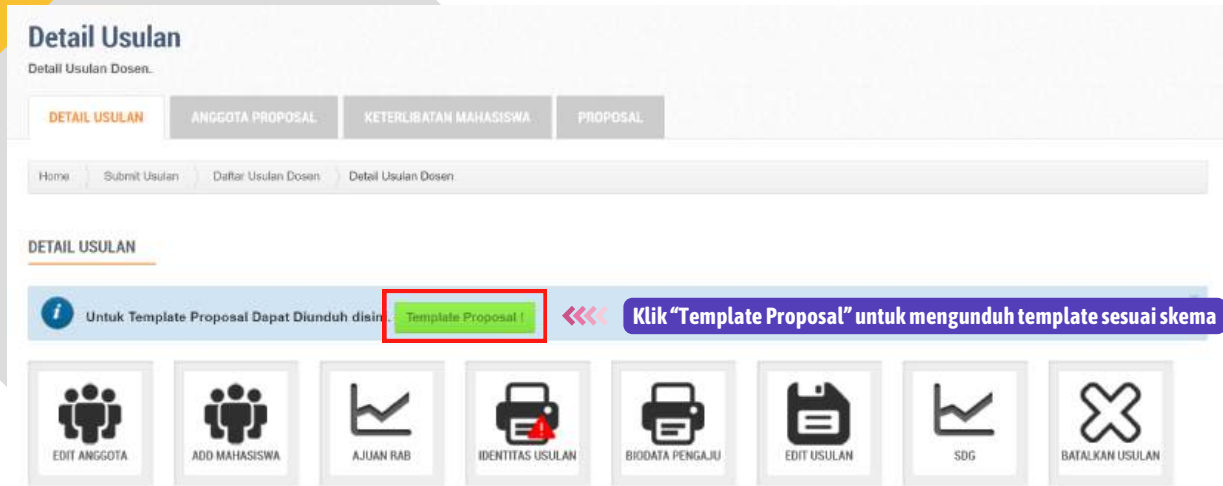 Detail Usulan
Detail Usulan Dosen.
DETAIL USULAN ANGGOTA PROPOSAL KETERLIBATAN MAHASISWA PROPOSAL
Home Submit Usulan Daftar Usulan Dosen Detail Usulan Dosen
DETAIL USULAN
Untuk Template Proposal Dapat Diunduh disini. Template Proposal ! Klik “Template Proposal” untuk mengunduh template sesuai skema
EDIT ANGGOTA ADD MAHASISWA AJUAN RAB IDENTITAS USULAN BIODATA PENGAJU EDIT USULAN SDG BATALKAN USULAN